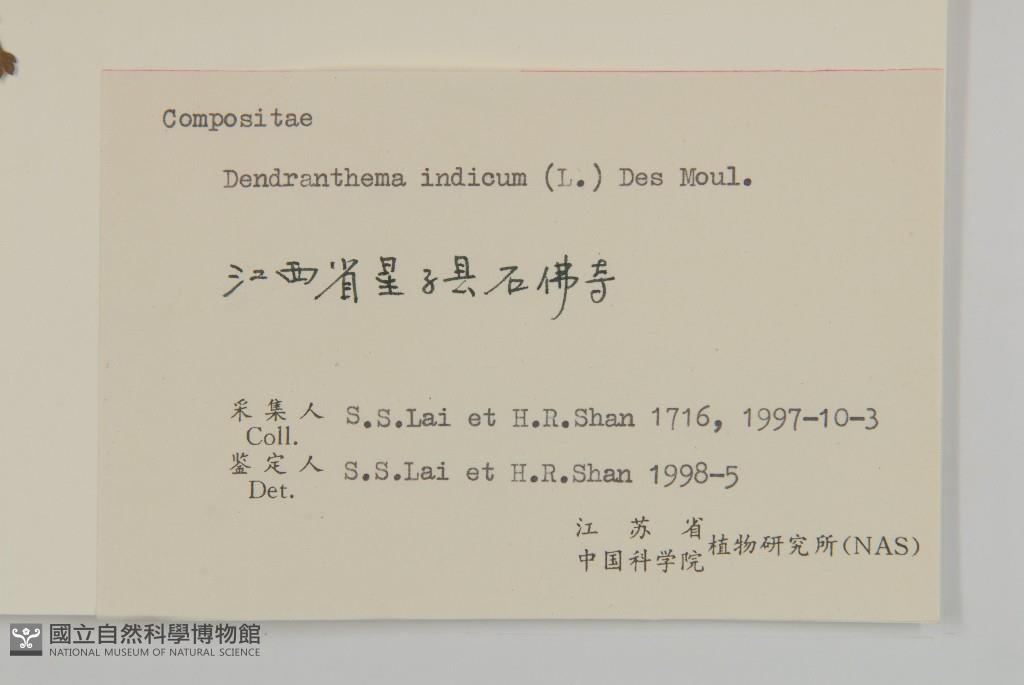 Compositae
Dendranthema indicum (L.) Des Moul.
江西省星子县石佛寺
采集人 S.S.Lai et H.R.Shan 1716, 1997-10-3
Coll.
鉴定人 S.S.Lai et H.R.Shan 1998-5
Det.
江苏省
中国科学院 植物研究所(NAS)
國立自然科學博物館
NATIONAL MUSEUM OF NATURAL SCIENCE